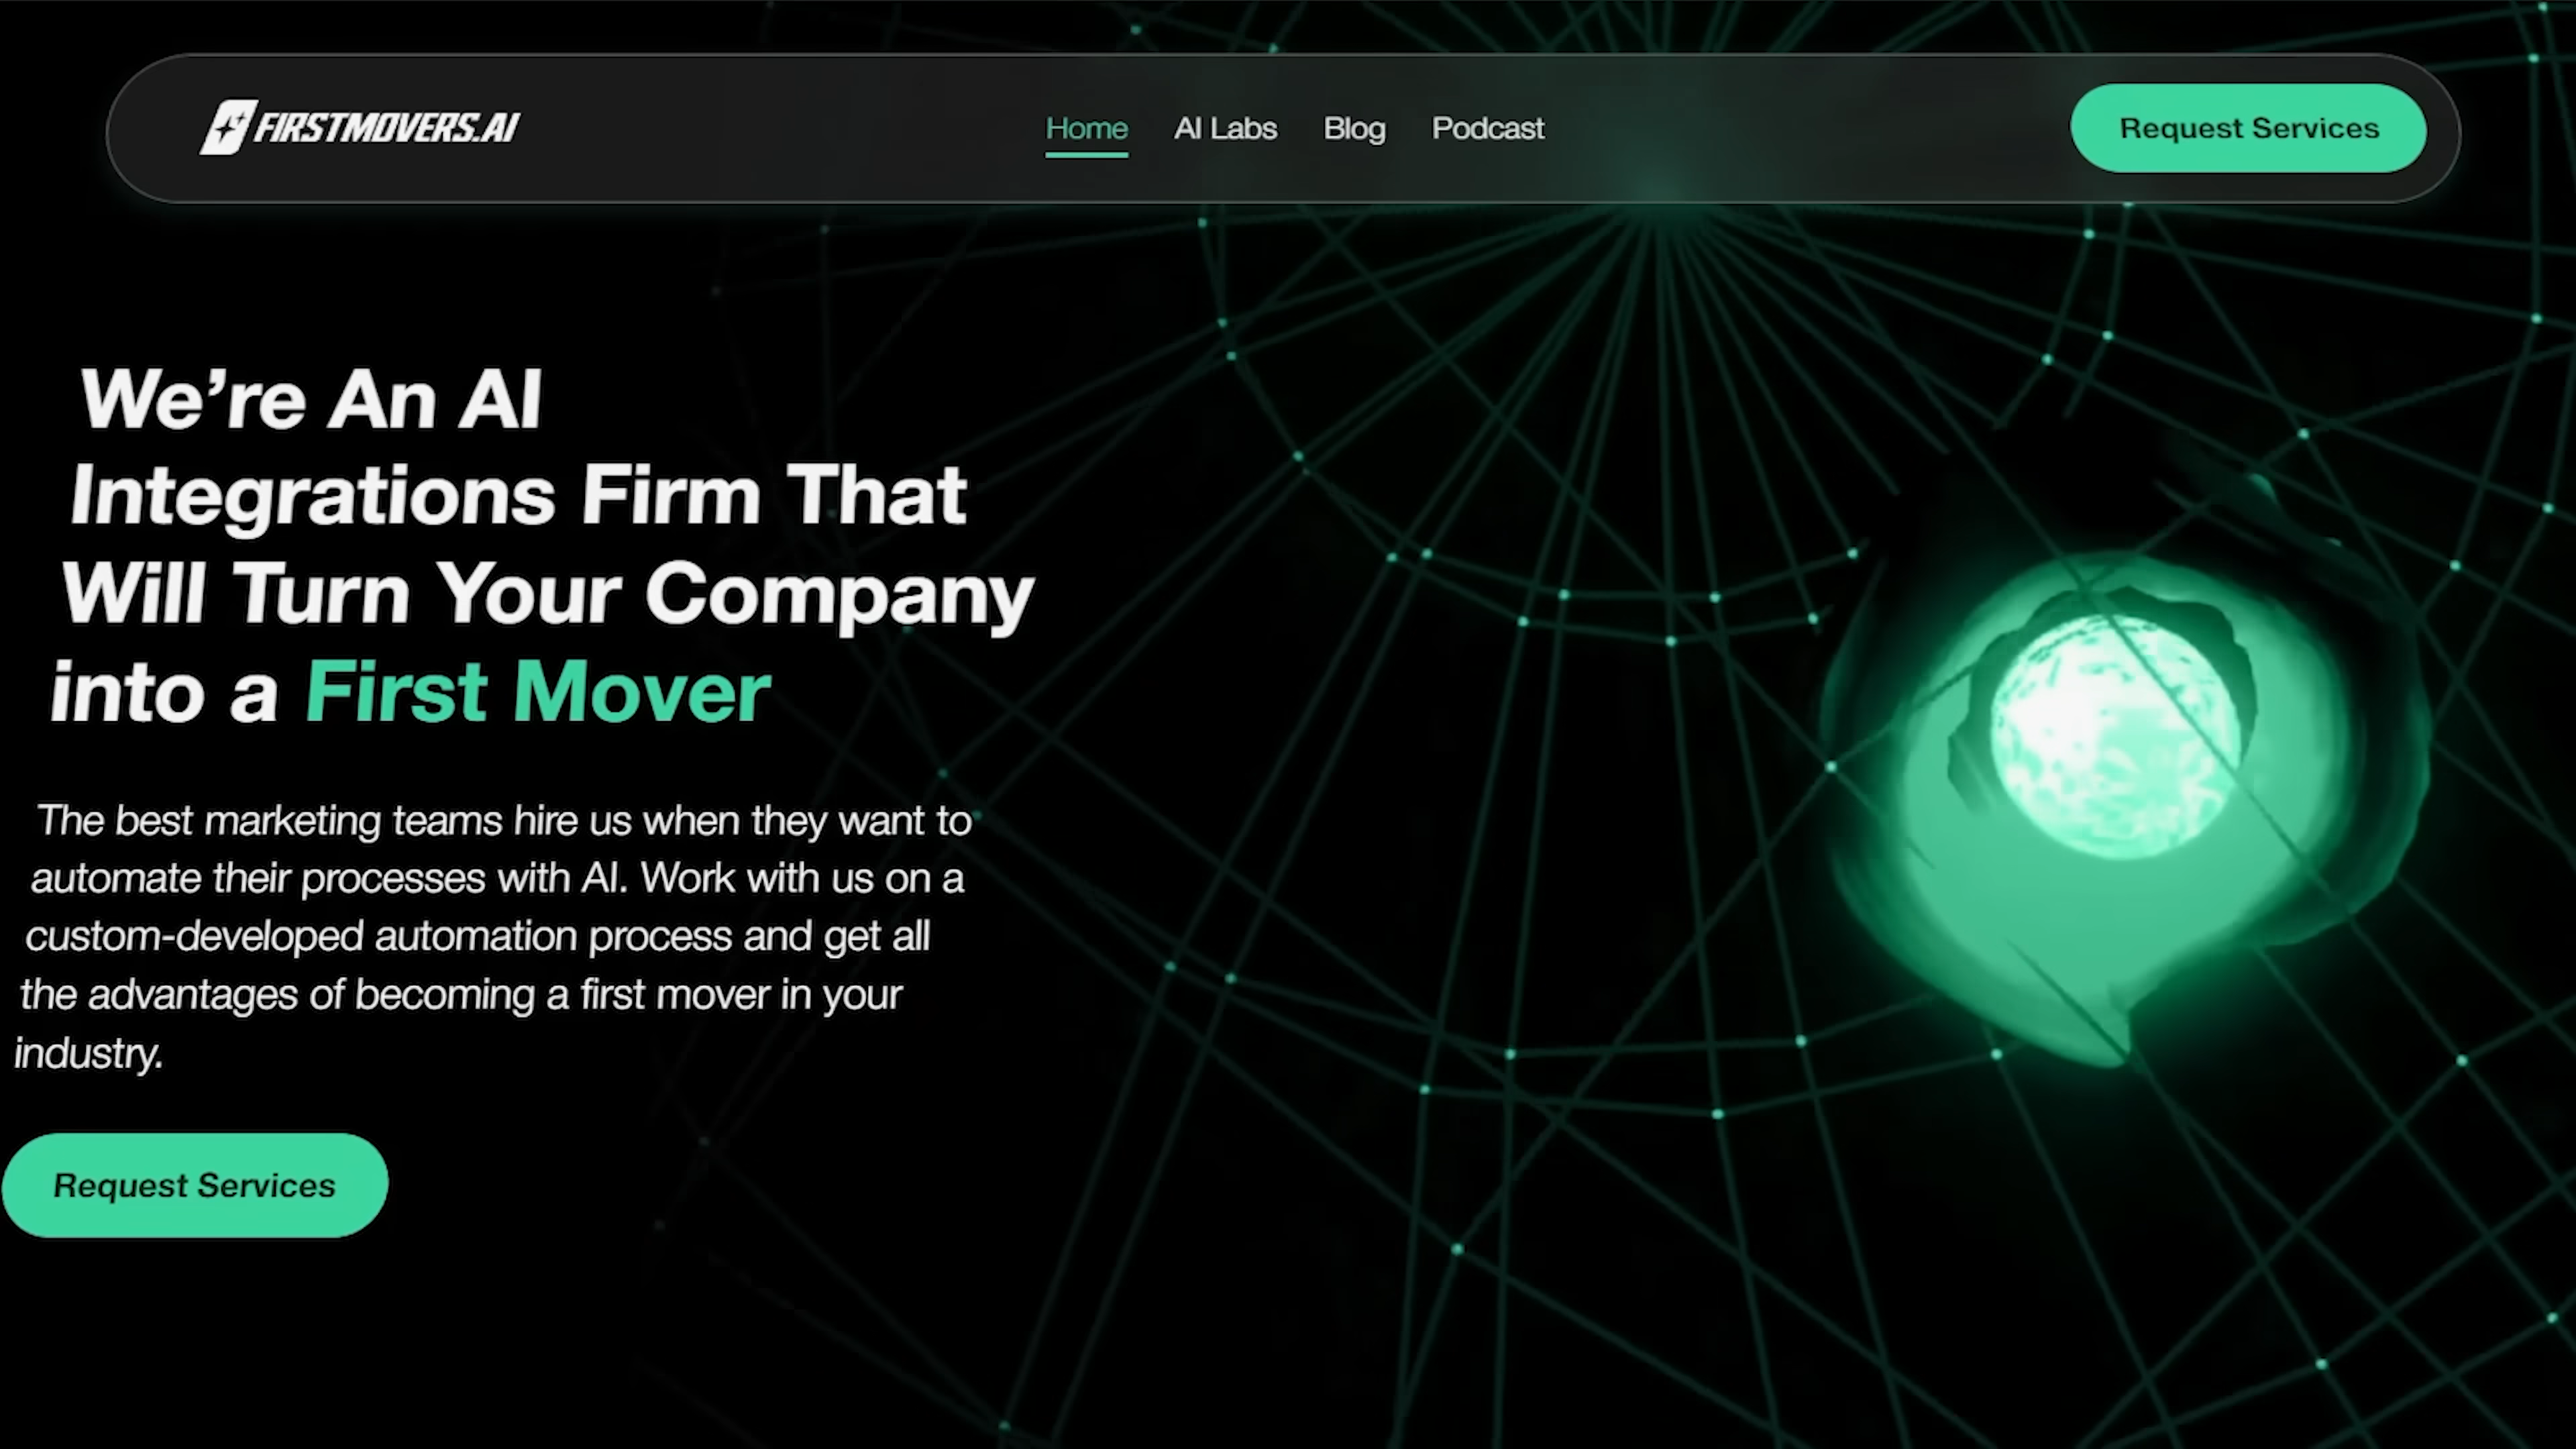 FIRSTMOVERS.AI
Home
AI Labs
Blog
Podcast
Request Services
We’re An AI
Integrations Firm That
Will Turn Your Company
into a First Mover
The best marketing teams hire us when they want to
automate their processes with AI. Work with us on a
custom-developed automation process and get all
the advantages of becoming a first mover in your
industry.
Request Services